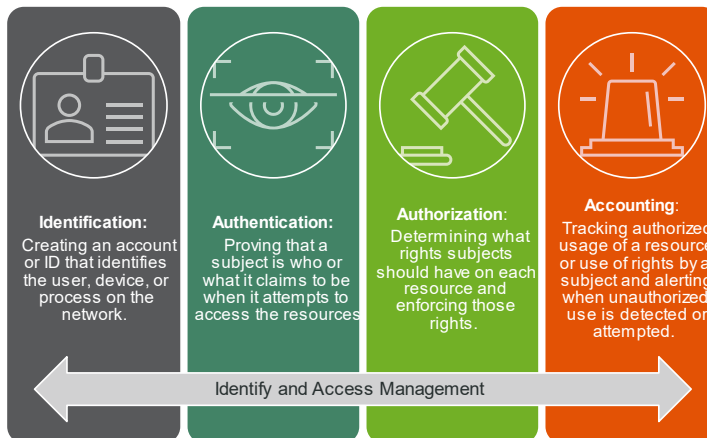 Identification:
Creating an account
or ID that identifies
the user, device, or
process on the
network.
Authentication:
Proving that a
subject is who or
what it claims to be
when it attempts to
access the resources
Authorization:
Determining what
rights subjects
should have on each
resource and
enforcing those
rights.
Accounting:
Tracking authorized
usage of a resource
or use of rights by a
subject and alerting
when unauthorized
use is detected or
attempted.
Identify and Access Management